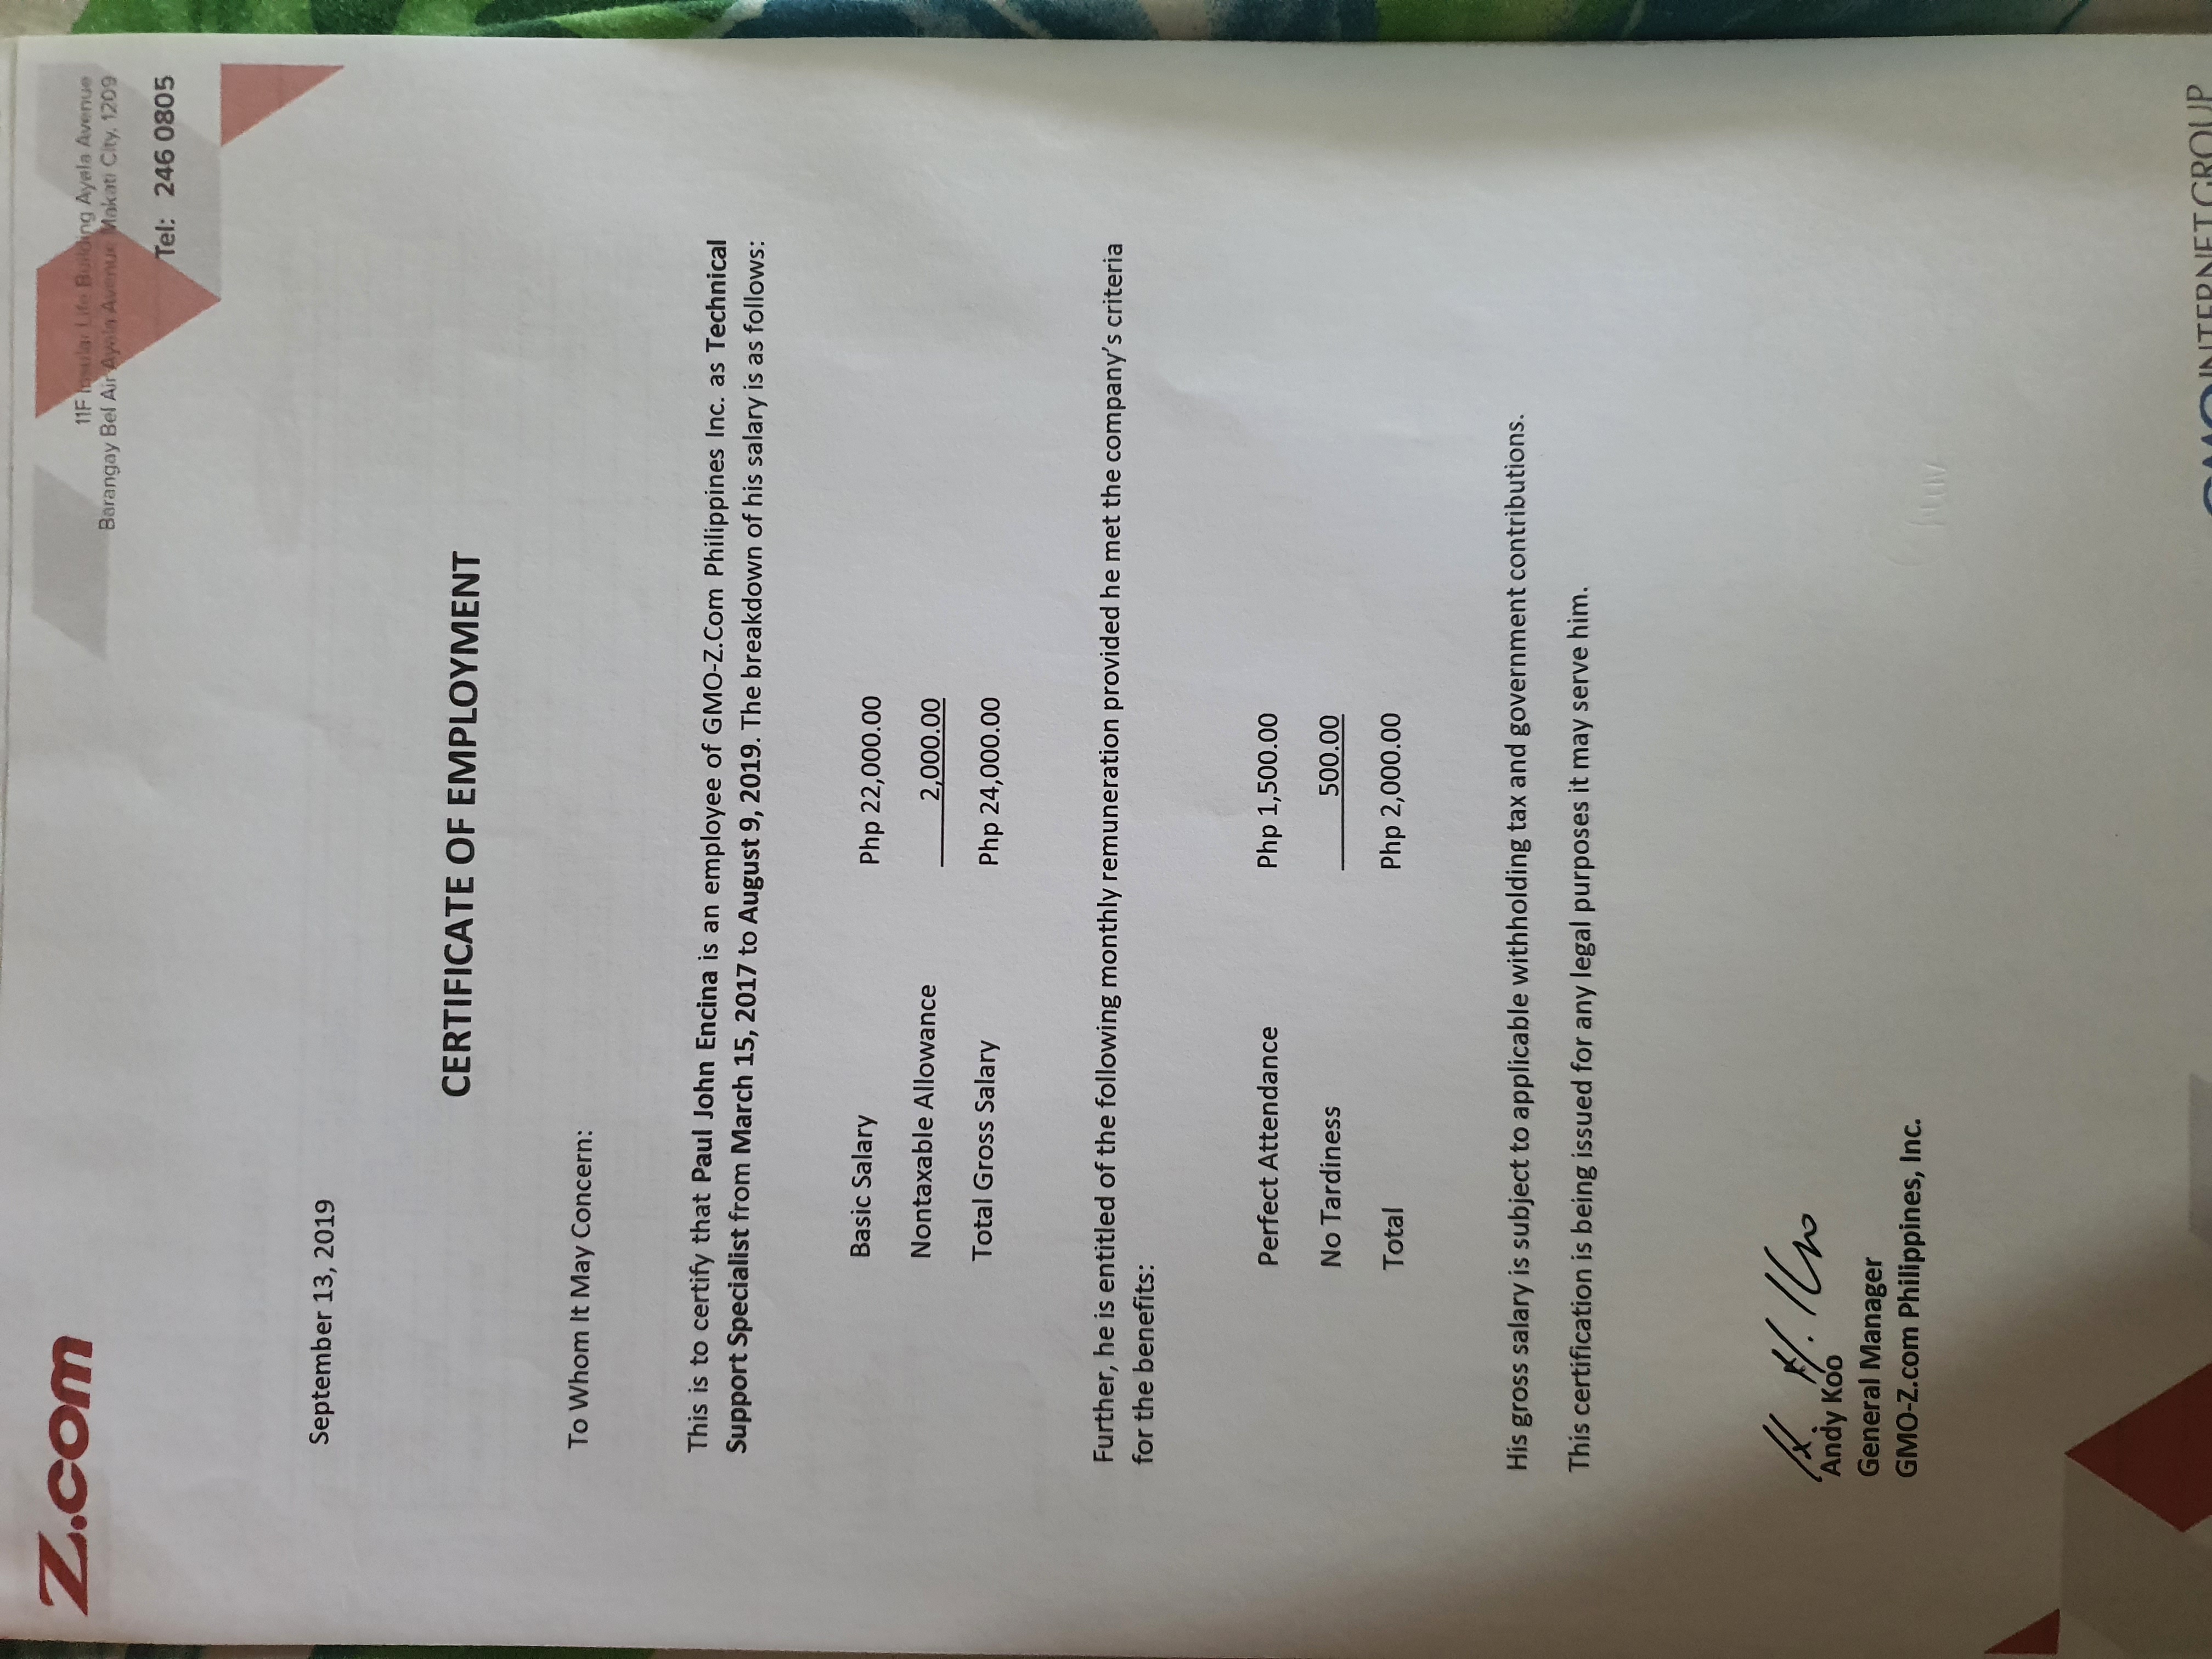 Z.com
11F Insular Life Building Ayala Avenue
Barangay Bel Air Ayala Avenue Makati City, 1209
Tel: 246 0805
September 13, 2019
CERTIFICATE OF EMPLOYMENT
To Whom It May Concern:
This is to certify that Paul John Encina is an employee of GMO-Z.Com Philippines Inc. as Technical
Support Specialist from March 15, 2017 to August 9, 2019. The breakdown of his salary is as follows:
Basic Salary Php 22,000.00
Nontaxable Allowance 2,000.00
Total Gross Salary Php 24,000.00
Further, he is entitled of the following monthly remuneration provided he met the company's criteria
for the benefits:
Perfect Attendance Php 1,500.00
No Tardiness 500.00
Total Php 2,000.00
His gross salary is subject to applicable withholding tax and government contributions.
This certification is being issued for any legal purposes it may serve him.
Andy Koo
General Manager
GMO-Z.com Philippines, Inc.
GMO INTERNET GROUP